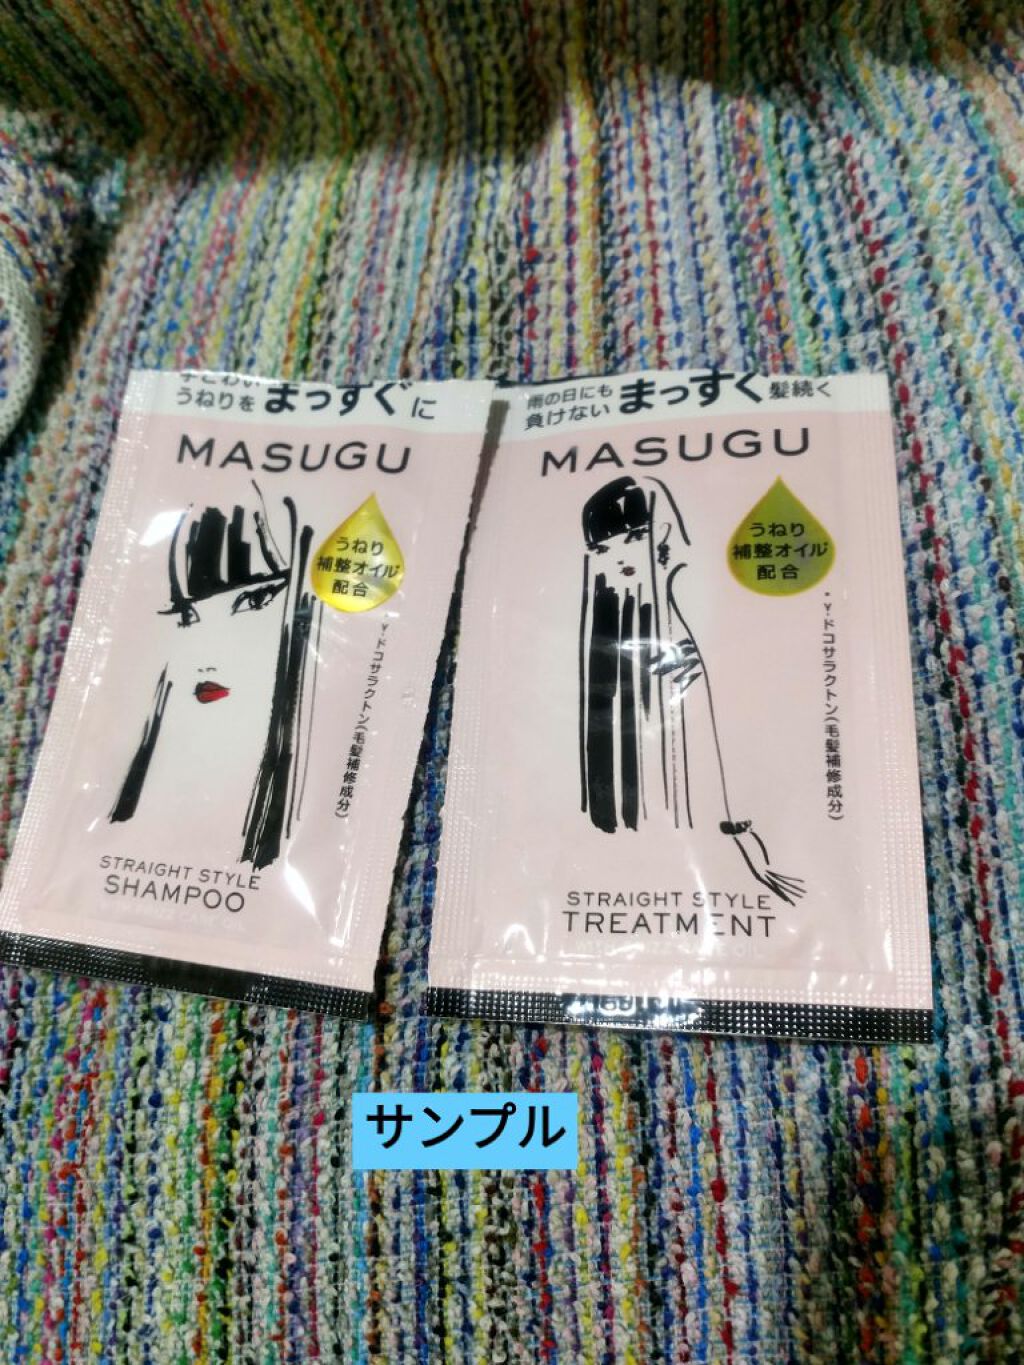 うねりを まっすぐに
MASUGU
うねり
補整オイル*
配合
*γ-ドコサラクトン(毛髪補修成分)
STRAIGHT STYLE
SHAMPOO
雨の日にも
負けない まっすぐ髪続く
MASUGU
うねり
補整オイル*
配合
*γ-ドコサラクトン(毛髪補修成分)
STRAIGHT STYLE
TREATMENT
サンプル